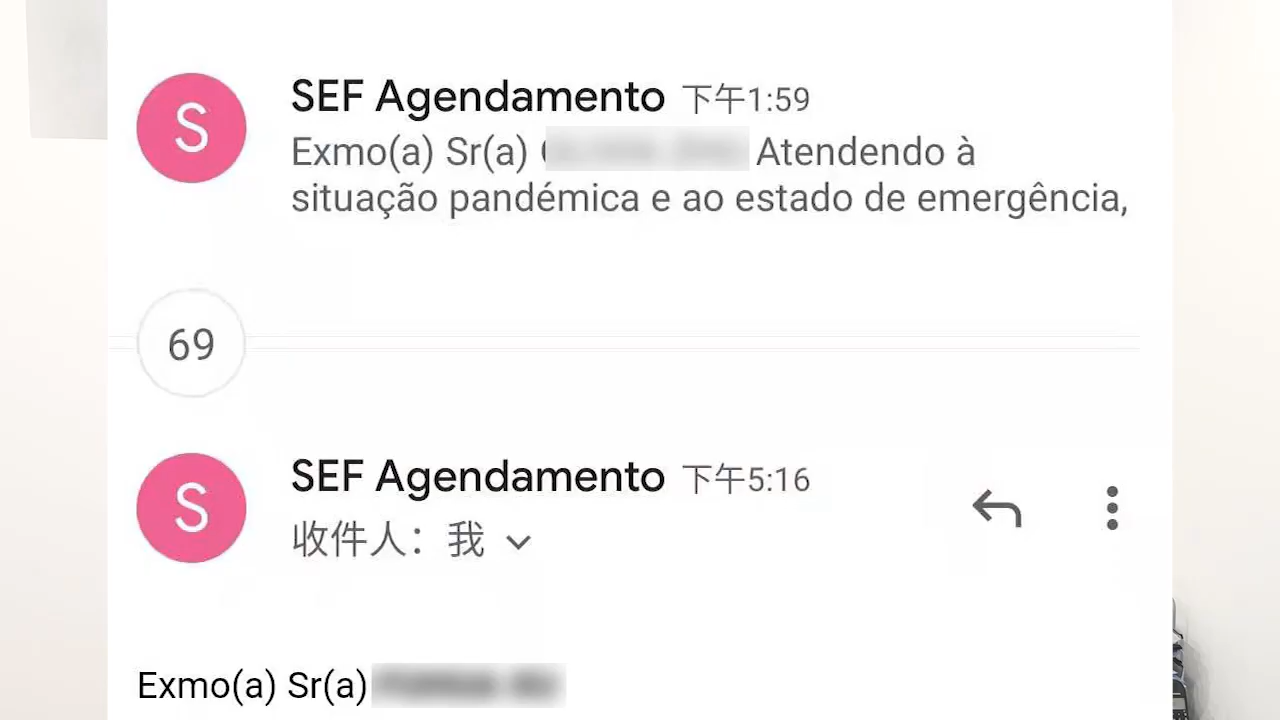 S
SEF Agendamento 下午1:59
Exmo(a) Sr(a) Atendendo à
situação pandémica e ao estado de emergência,
69
S
SEF Agendamento 下午5:16
收件人：我
Exmo(a) Sr(a)